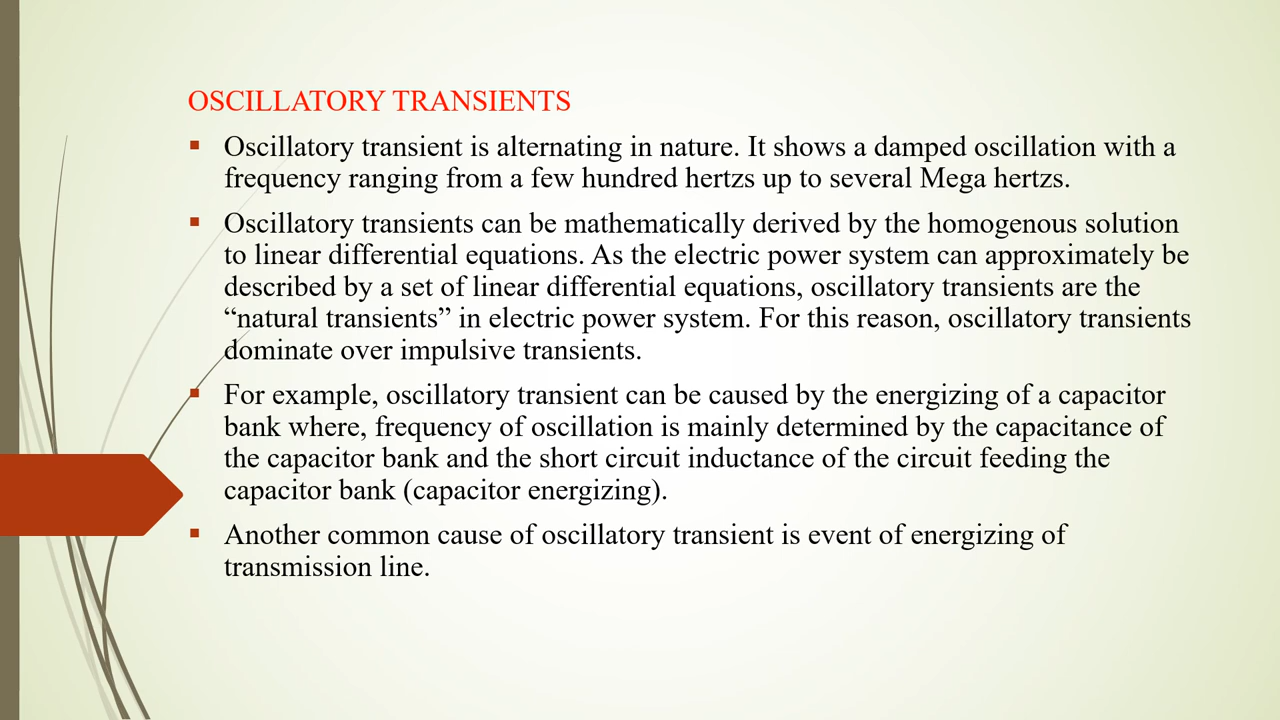 OSCILLATORY TRANSIENTS
▪ Oscillatory transient is alternating in nature. It shows a damped oscillation with a
frequency ranging from a few hundred hertzs up to several Mega hertzs.
▪ Oscillatory transients can be mathematically derived by the homogenous solution
to linear differential equations. As the electric power system can approximately be
described by a set of linear differential equations, oscillatory transients are the
“natural transients” in electric power system. For this reason, oscillatory transients
dominate over impulsive transients.
▪ For example, oscillatory transient can be caused by the energizing of a capacitor
bank where, frequency of oscillation is mainly determined by the capacitance of
the capacitor bank and the short circuit inductance of the circuit feeding the
capacitor bank (capacitor energizing).
▪ Another common cause of oscillatory transient is event of energizing of
transmission line.